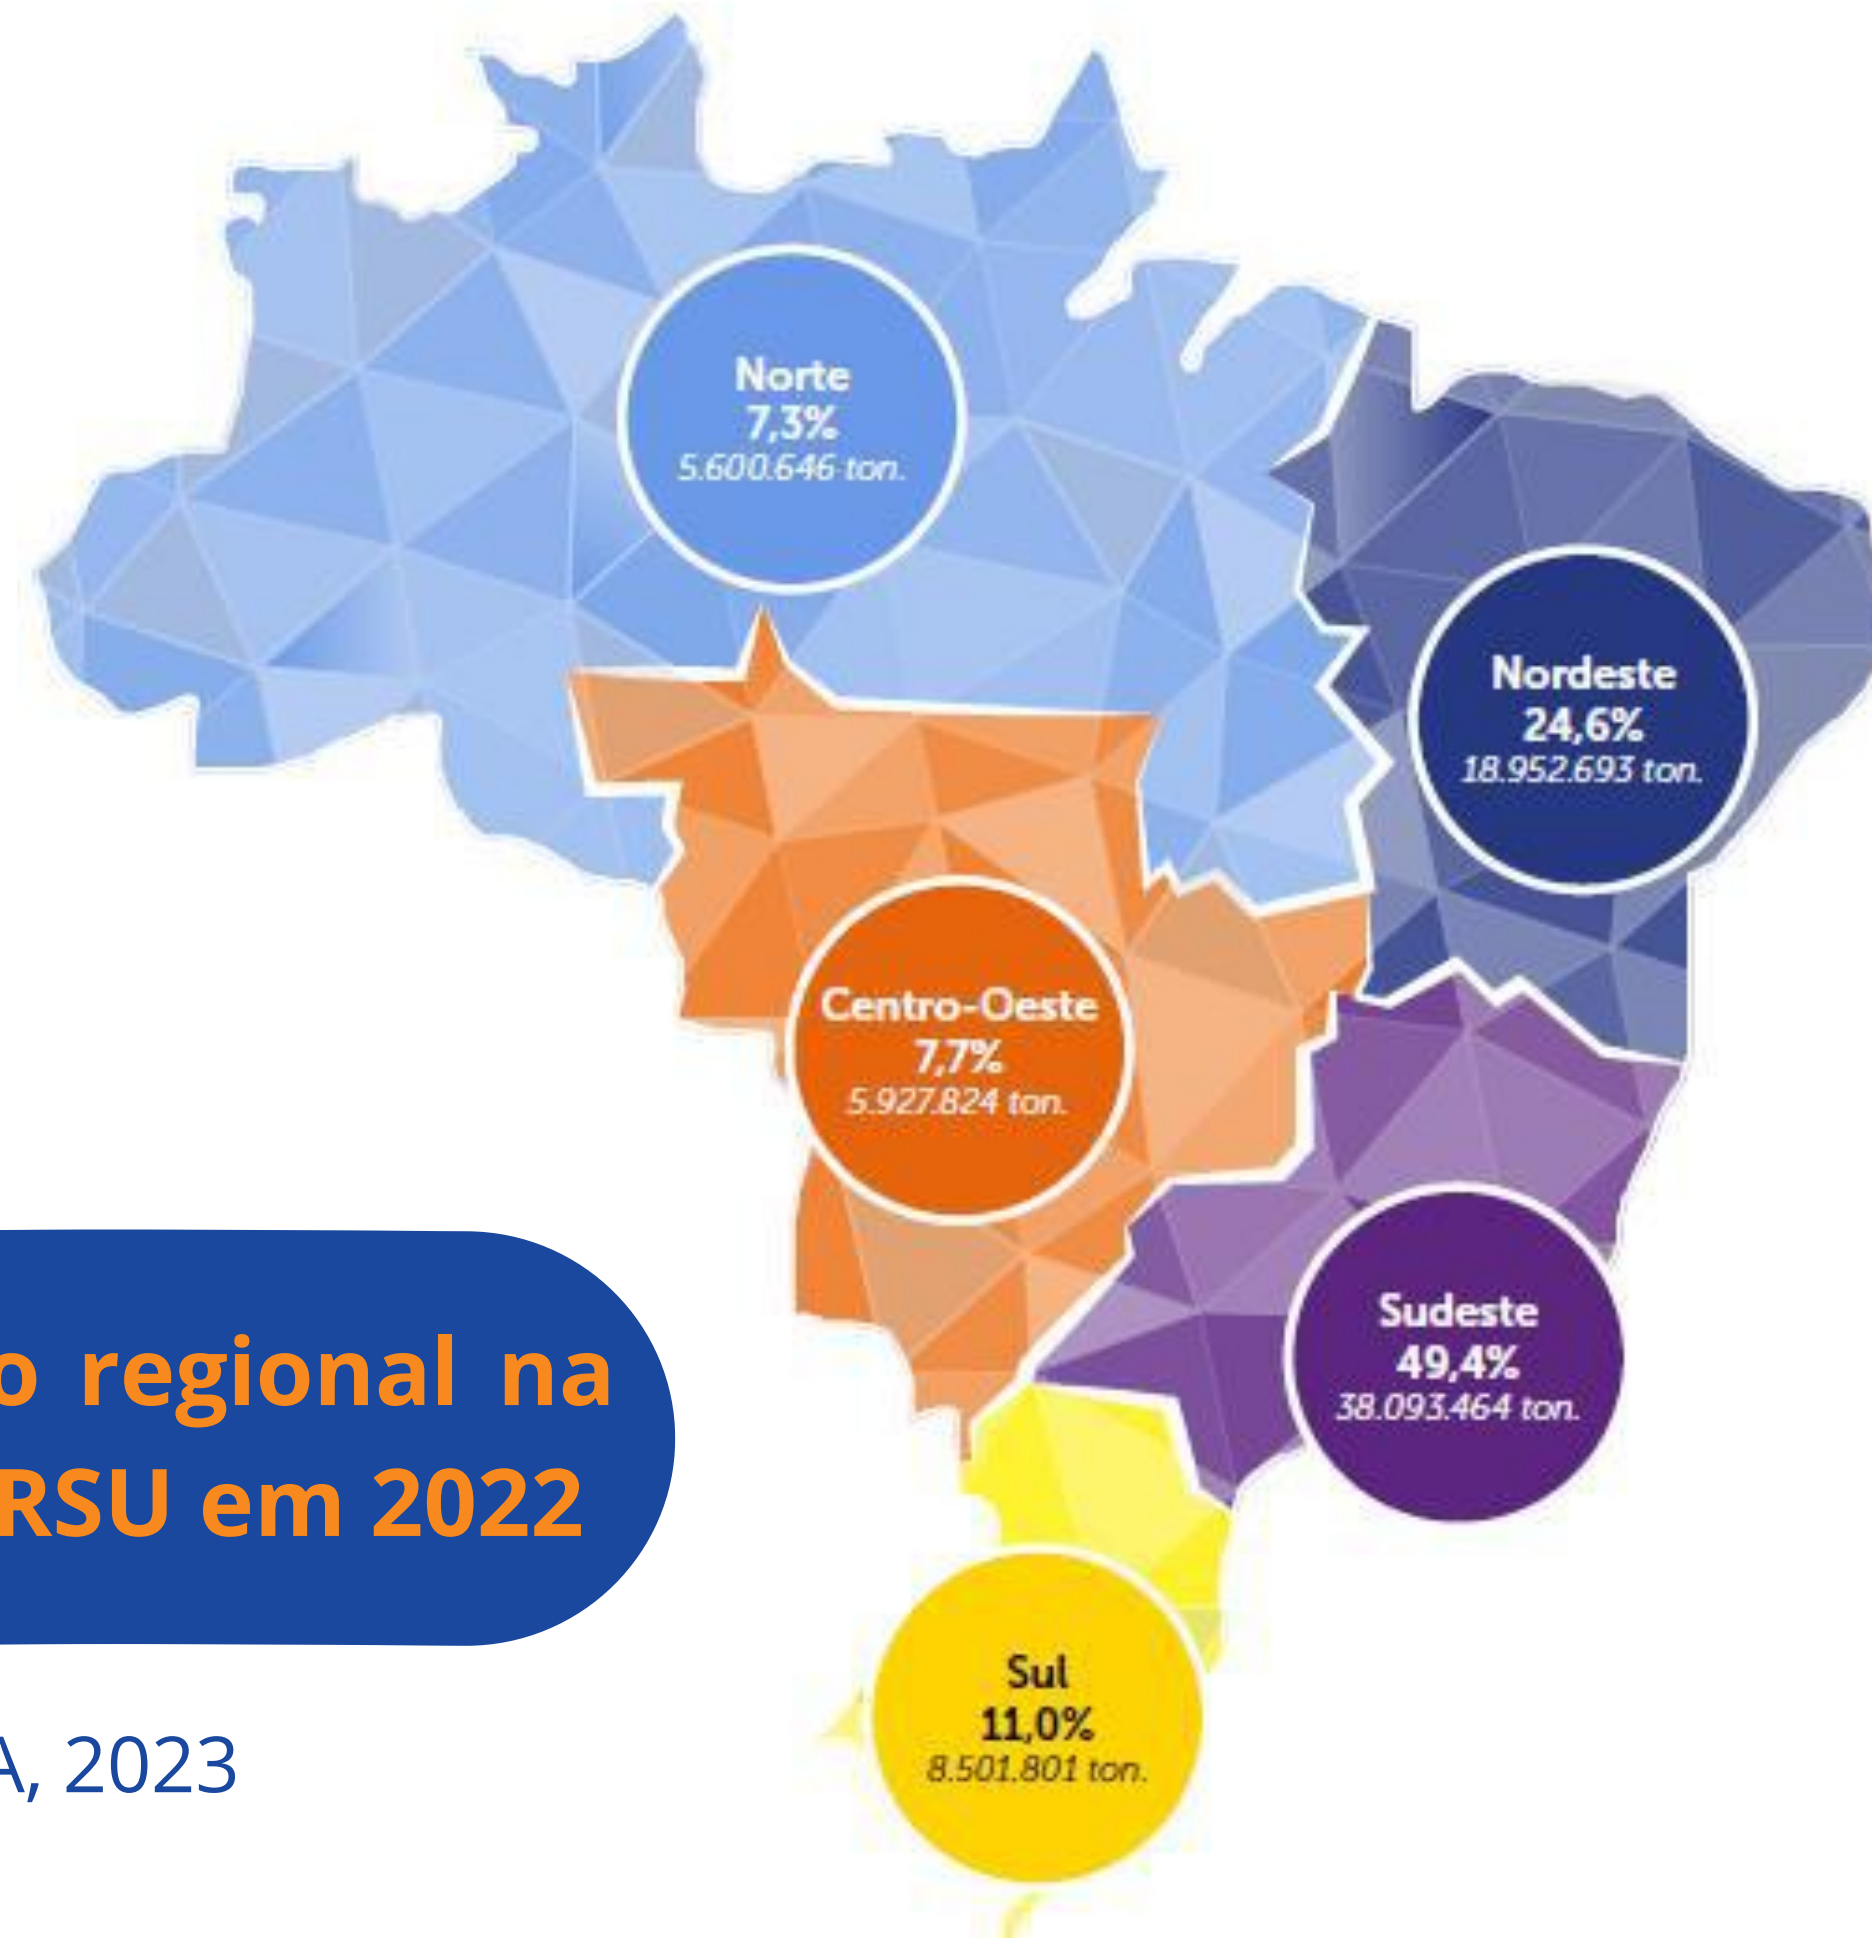 Norte
7,3%
5.600.646 ton.
Nordeste
24,6%
18.952.693 ton.
Centro-Oeste
7,7%
5.927.824 ton.
Sudeste
49,4%
38.093.464 ton.
o regional na
RSU em 2022
Sul
11,0%
8.501.801 ton.
A, 2023